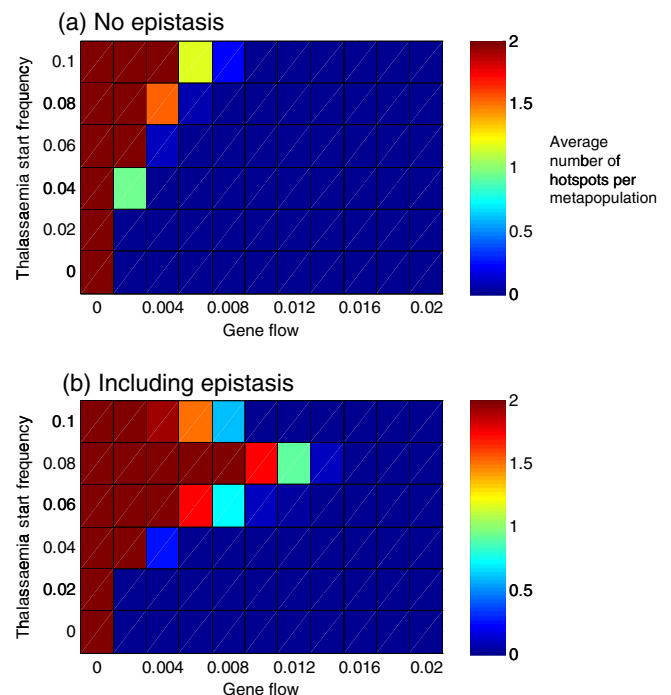 (a) No epistasis
Thalassaemia start frequency
0.1
0.08
0.06
0.04
0.02
0
0 0.004 0.008 0.012 0.016 0.02
Gene flow
2
1.5
1
0.5
0
Average
number of
hotspots per
metapopulation
(b) Including epistasis
Thalassaemia start frequency
0.1
0.08
0.06
0.04
0.02
0
0 0.004 0.008 0.012 0.016 0.02
Gene flow
2
1.5
1
0.5
0